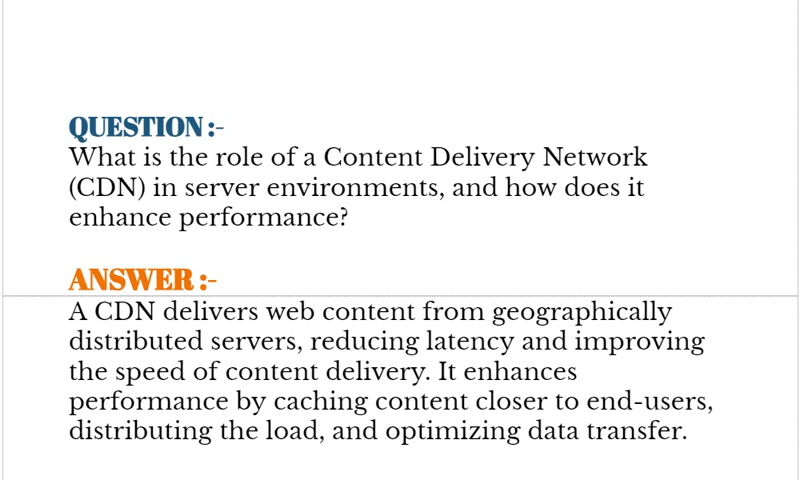 QUESTION :-
What is the role of a Content Delivery Network
(CDN) in server environments, and how does it
enhance performance?
ANSWER :-
A CDN delivers web content from geographically
distributed servers, reducing latency and improving
the speed of content delivery. It enhances
performance by caching content closer to end-users,
distributing the load, and optimizing data transfer.